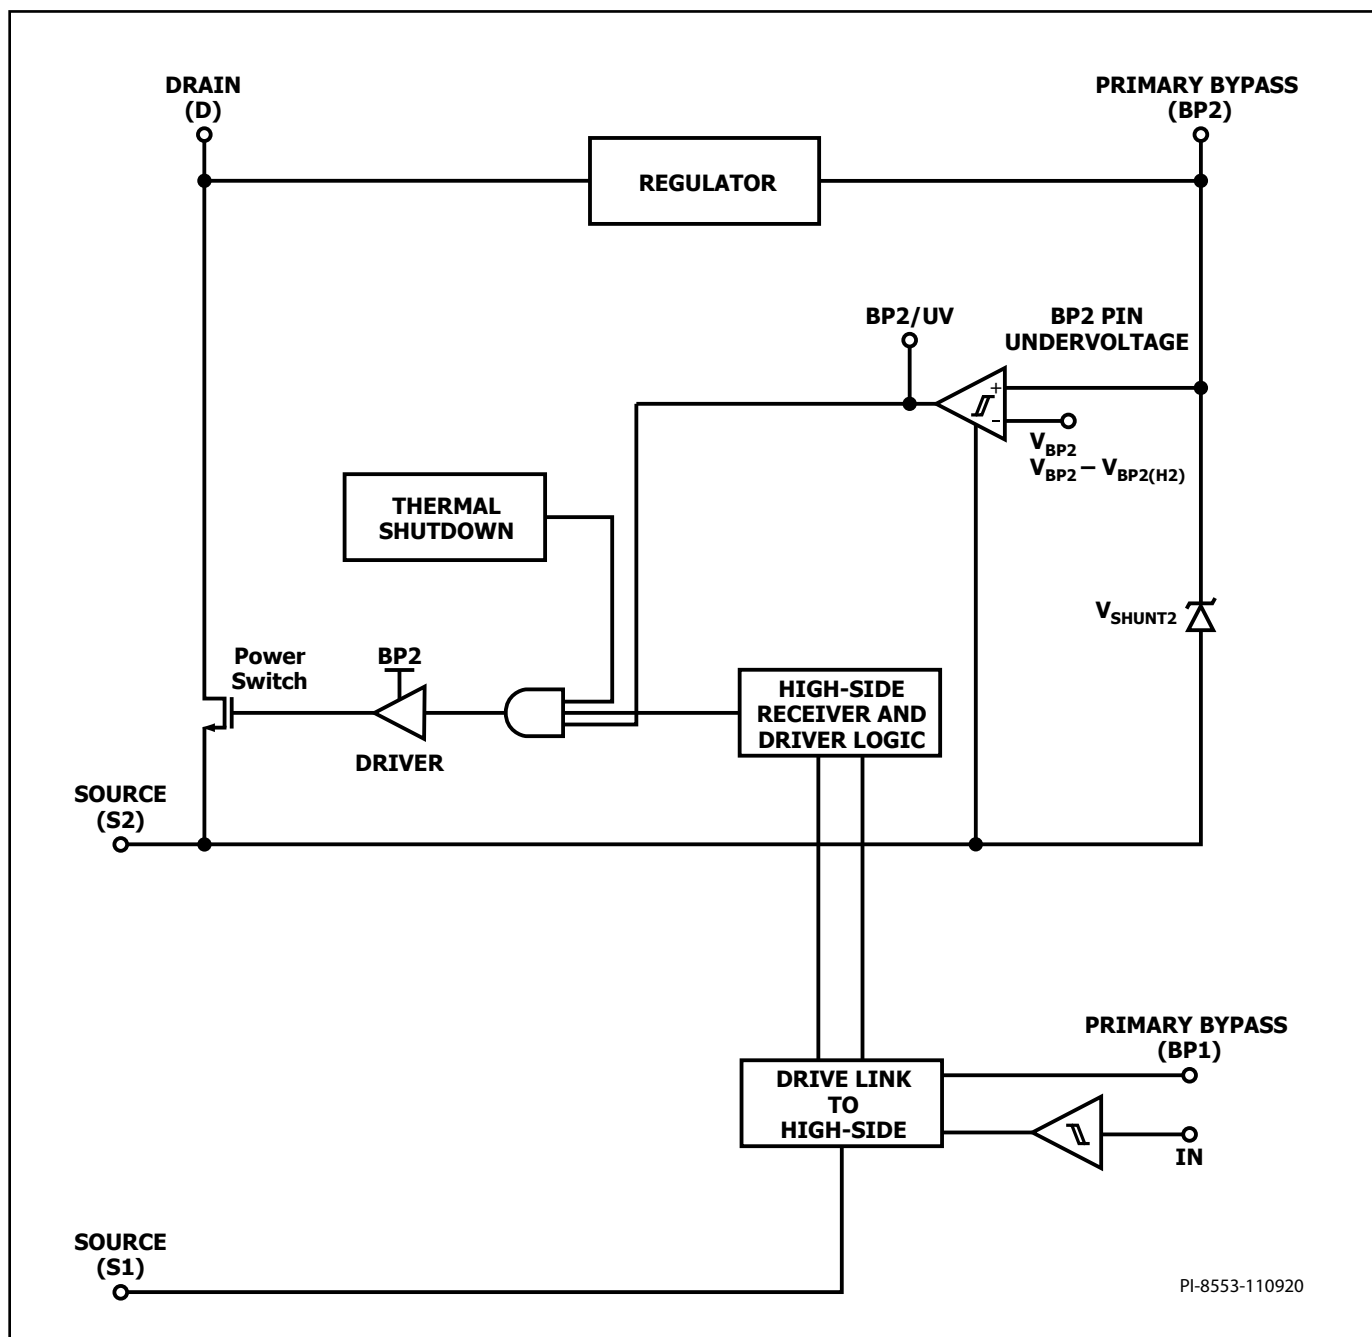 DRAIN
(D)
PRIMARY BYPASS
(BP2)
REGULATOR
BP2/UV
BP2 PIN
UNDERVOLTAGE
+
-
V_BP2
V_BP2 – V_BP2(H2)
THERMAL
SHUTDOWN
V_SHUNT2
Power
Switch
BP2
DRIVER
HIGH-SIDE
RECEIVER AND
DRIVER LOGIC
SOURCE
(S2)
PRIMARY BYPASS
(BP1)
DRIVE LINK
TO
HIGH-SIDE
IN
SOURCE
(S1)
PI-8553-110920